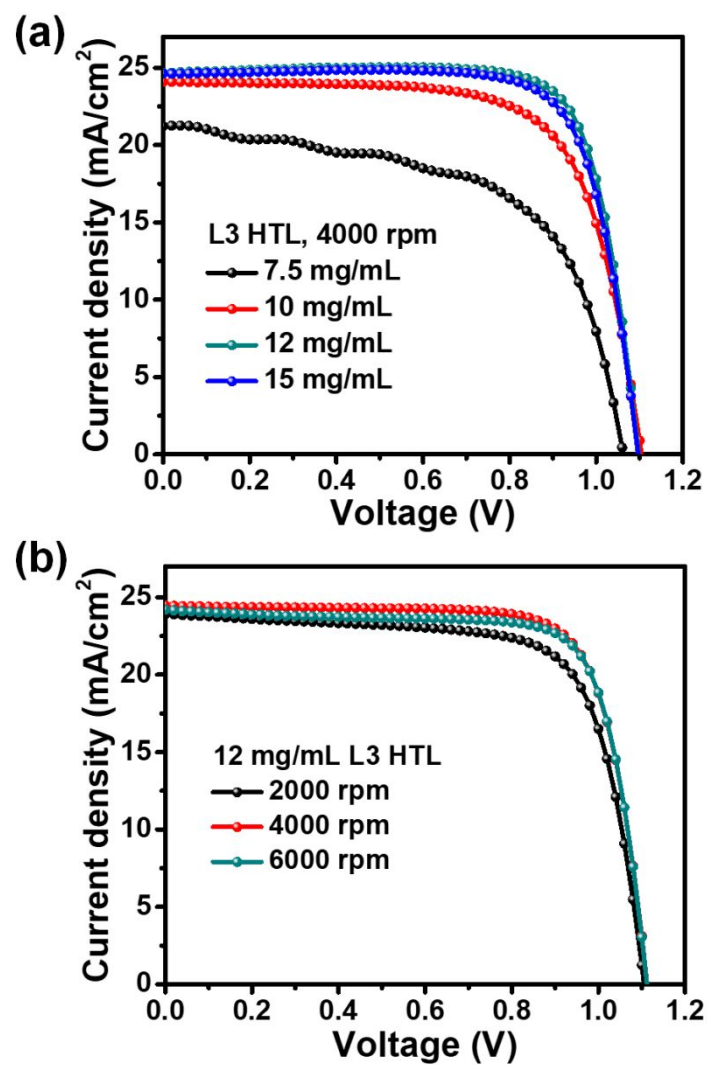 (a)
25
20
15
10
5
0
Current density (mA/cm²)
L3 HTL, 4000 rpm
7.5 mg/mL
10 mg/mL
12 mg/mL
15 mg/mL
0.0 0.2 0.4 0.6 0.8 1.0 1.2
Voltage (V)
(b)
25
20
15
10
5
0
Current density (mA/cm²)
12 mg/mL L3 HTL
2000 rpm
4000 rpm
6000 rpm
0.0 0.2 0.4 0.6 0.8 1.0 1.2
Voltage (V)